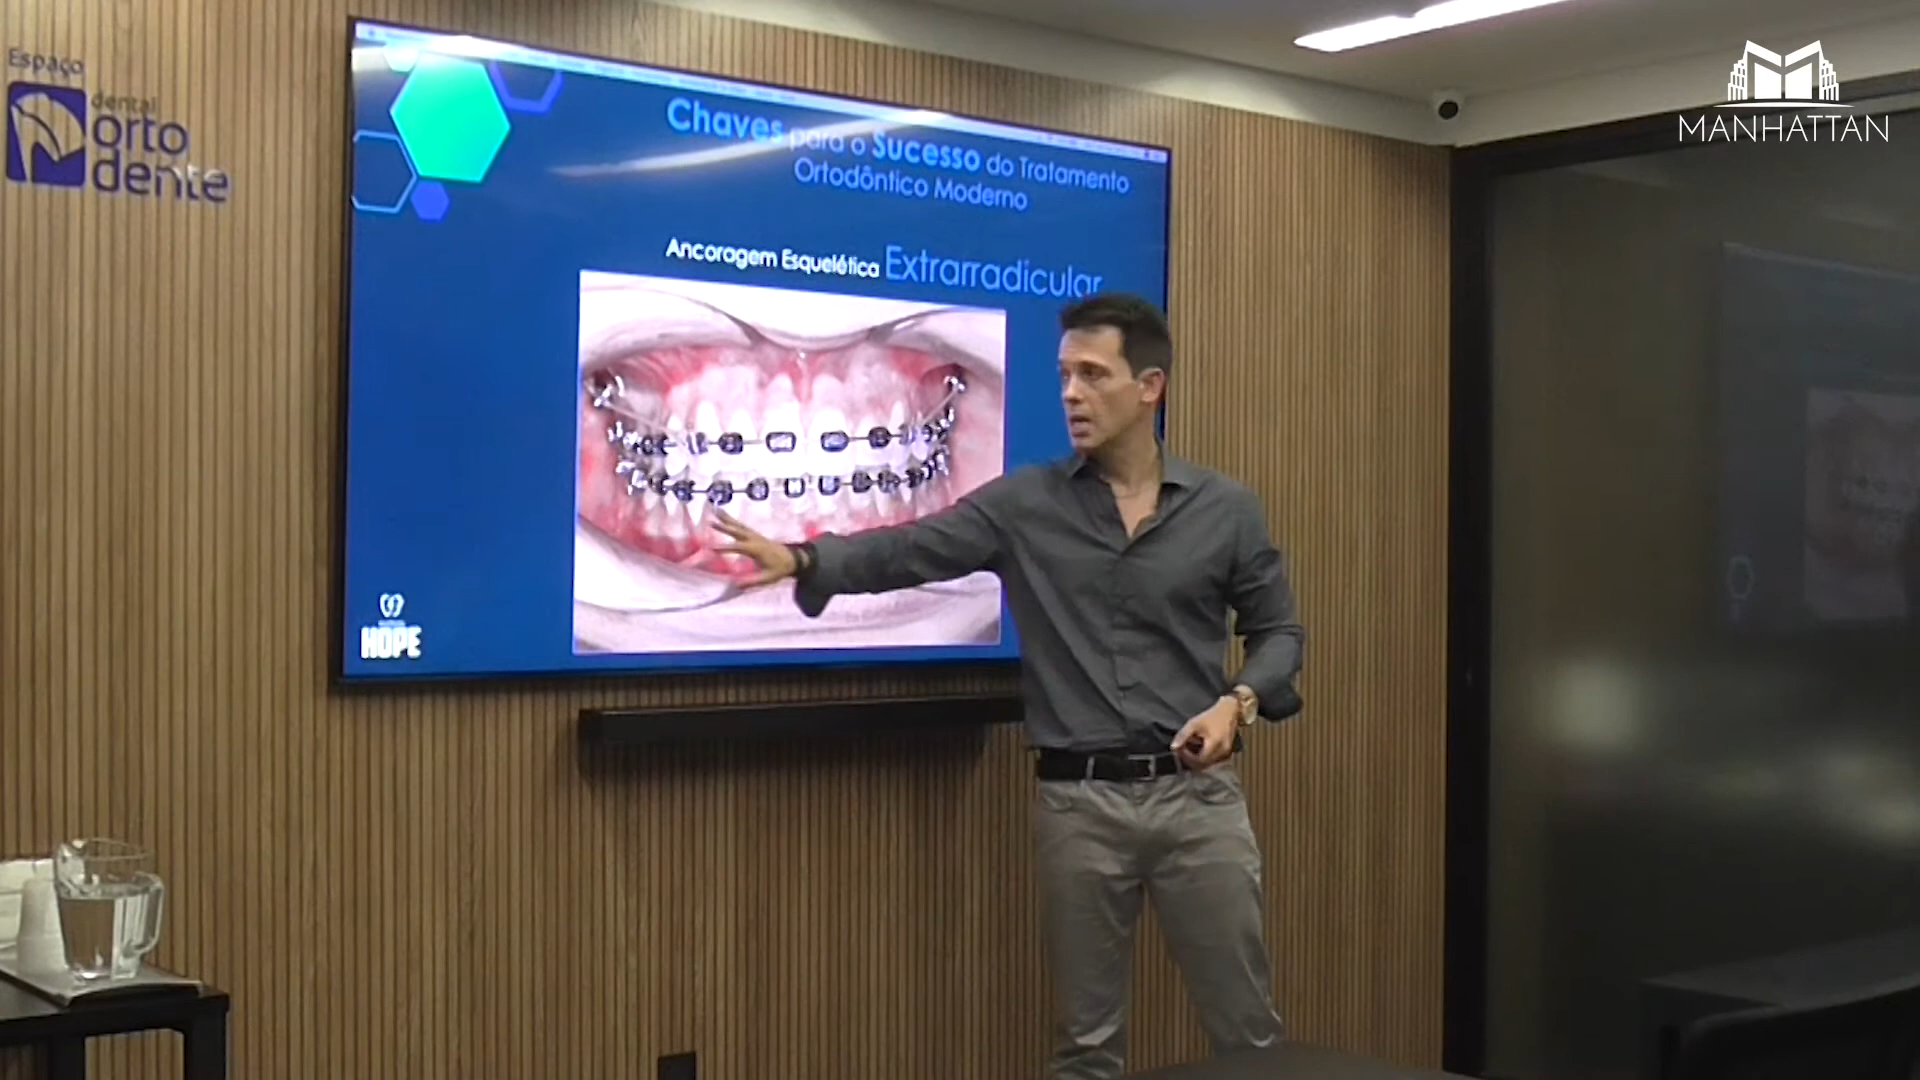 Espaço
dental
orto
dente
Chaves para o Sucesso do Tratamento
Ortodôntico Moderno
Ancoragem Esquelética Extrarradicular
HOPE
MANHATTAN